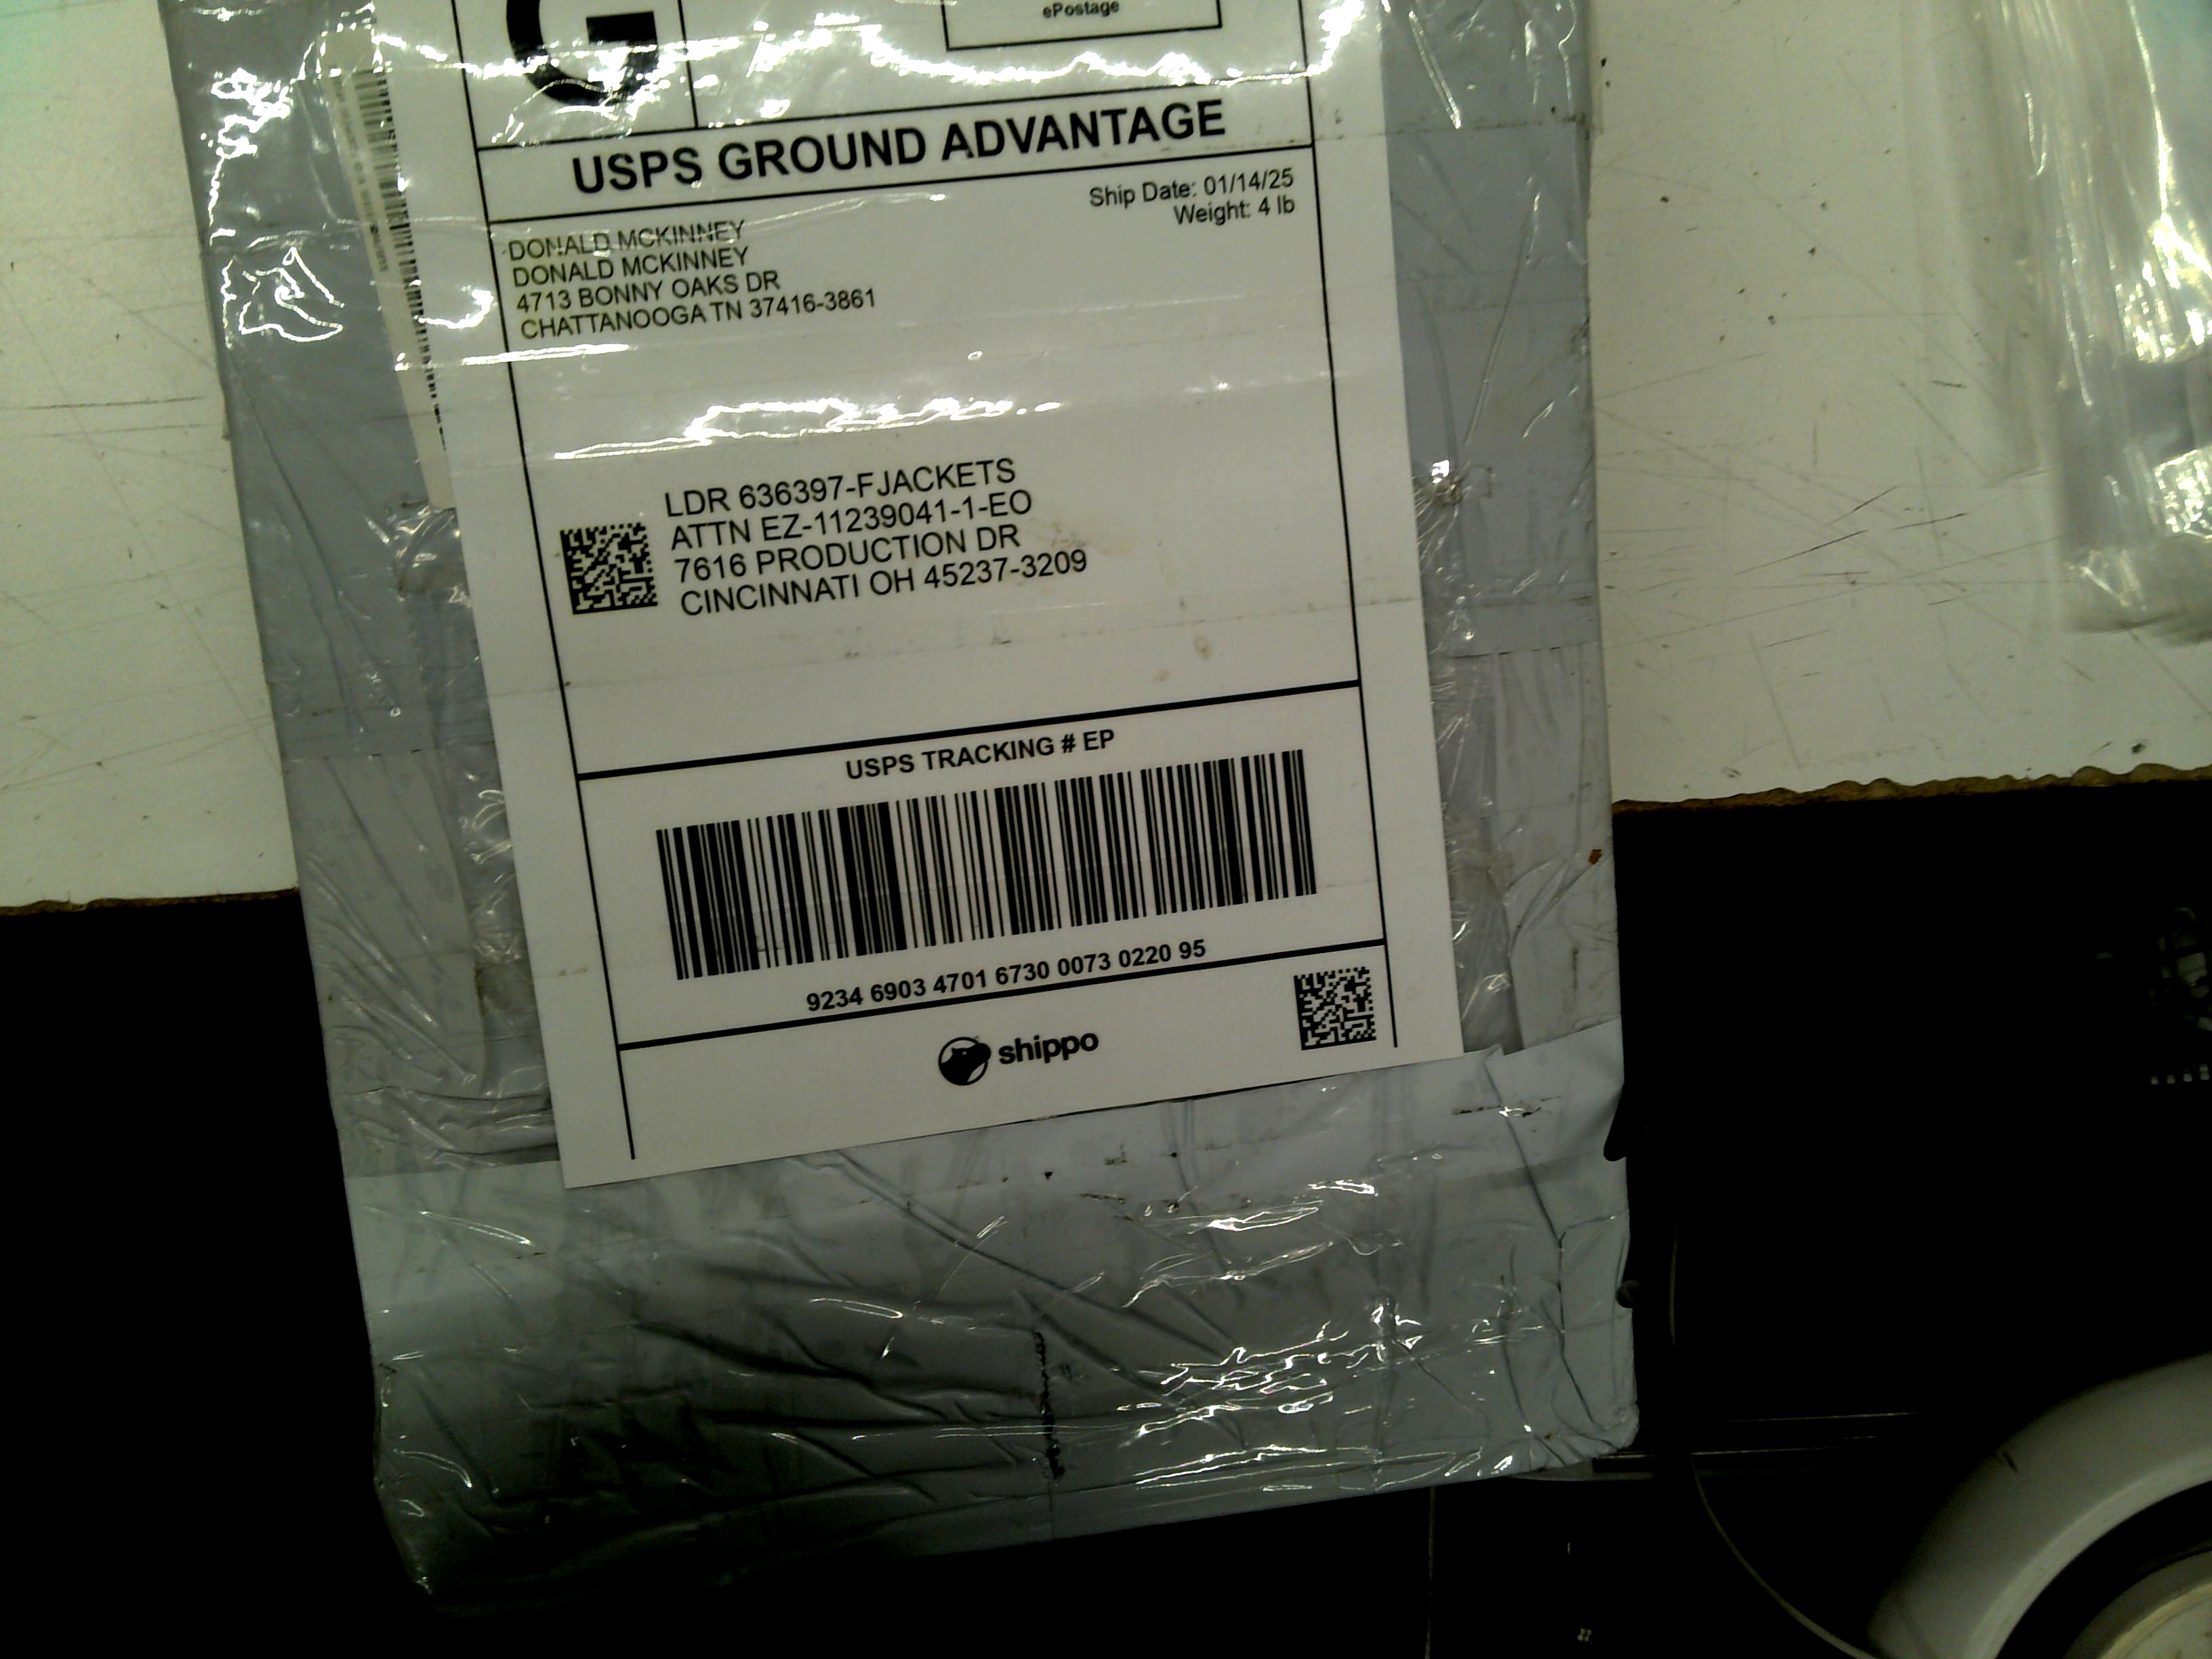 G
ePostage
USPS GROUND ADVANTAGE
Ship Date: 01/14/25
Weight: 4 lb
DONALD MCKINNEY
DONALD MCKINNEY
4713 BONNY OAKS DR
CHATTANOOGA TN 37416-3861
LDR 636397-FJACKETS
ATTN EZ-11239041-1-EO
7616 PRODUCTION DR
CINCINNATI OH 45237-3209
USPS TRACKING # EP
9234 6903 4701 6730 0073 0220 95
shippo